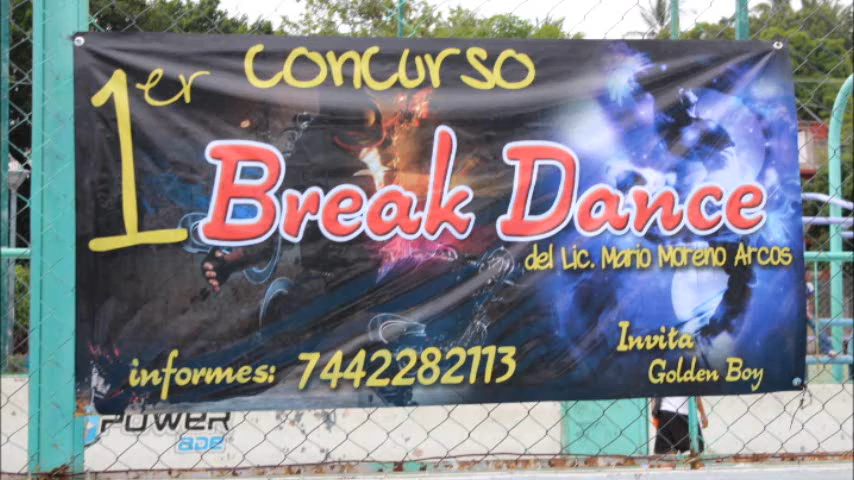 1er concurso
Break Dance
del Lic. Mario Moreno Arcos
informes: 7442282113
Invita
Golden Boy
POWER
ADE